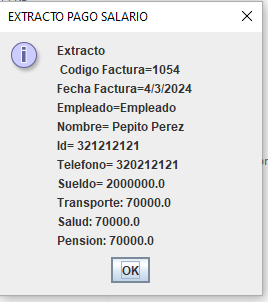 EXTRACTO PAGO SALARIO
Extracto
Codigo Factura=1054
Fecha Factura=4/3/2024
Empleado=Empleado
Nombre= Pepito Perez
Id= 321212121
Telefono= 320212121
Sueldo= 2000000.0
Transporte: 70000.0
Salud: 70000.0
Pension: 70000.0
OK